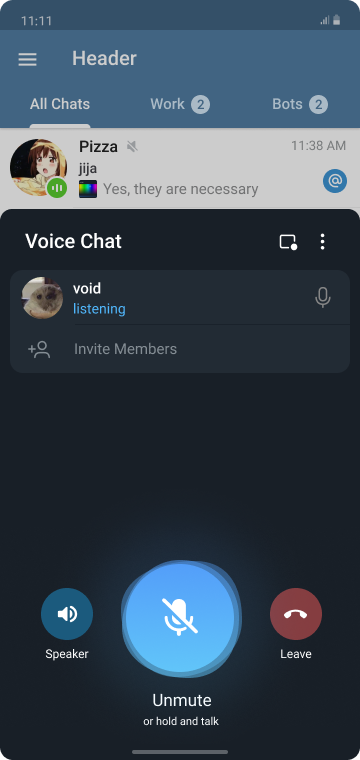 11:11
Header
All Chats
Work 2
Bots 2
Pizza
11:38 AM
jija
Yes, they are necessary
@
Voice Chat
void
listening
Invite Members
Speaker
Leave
Unmute
or hold and talk